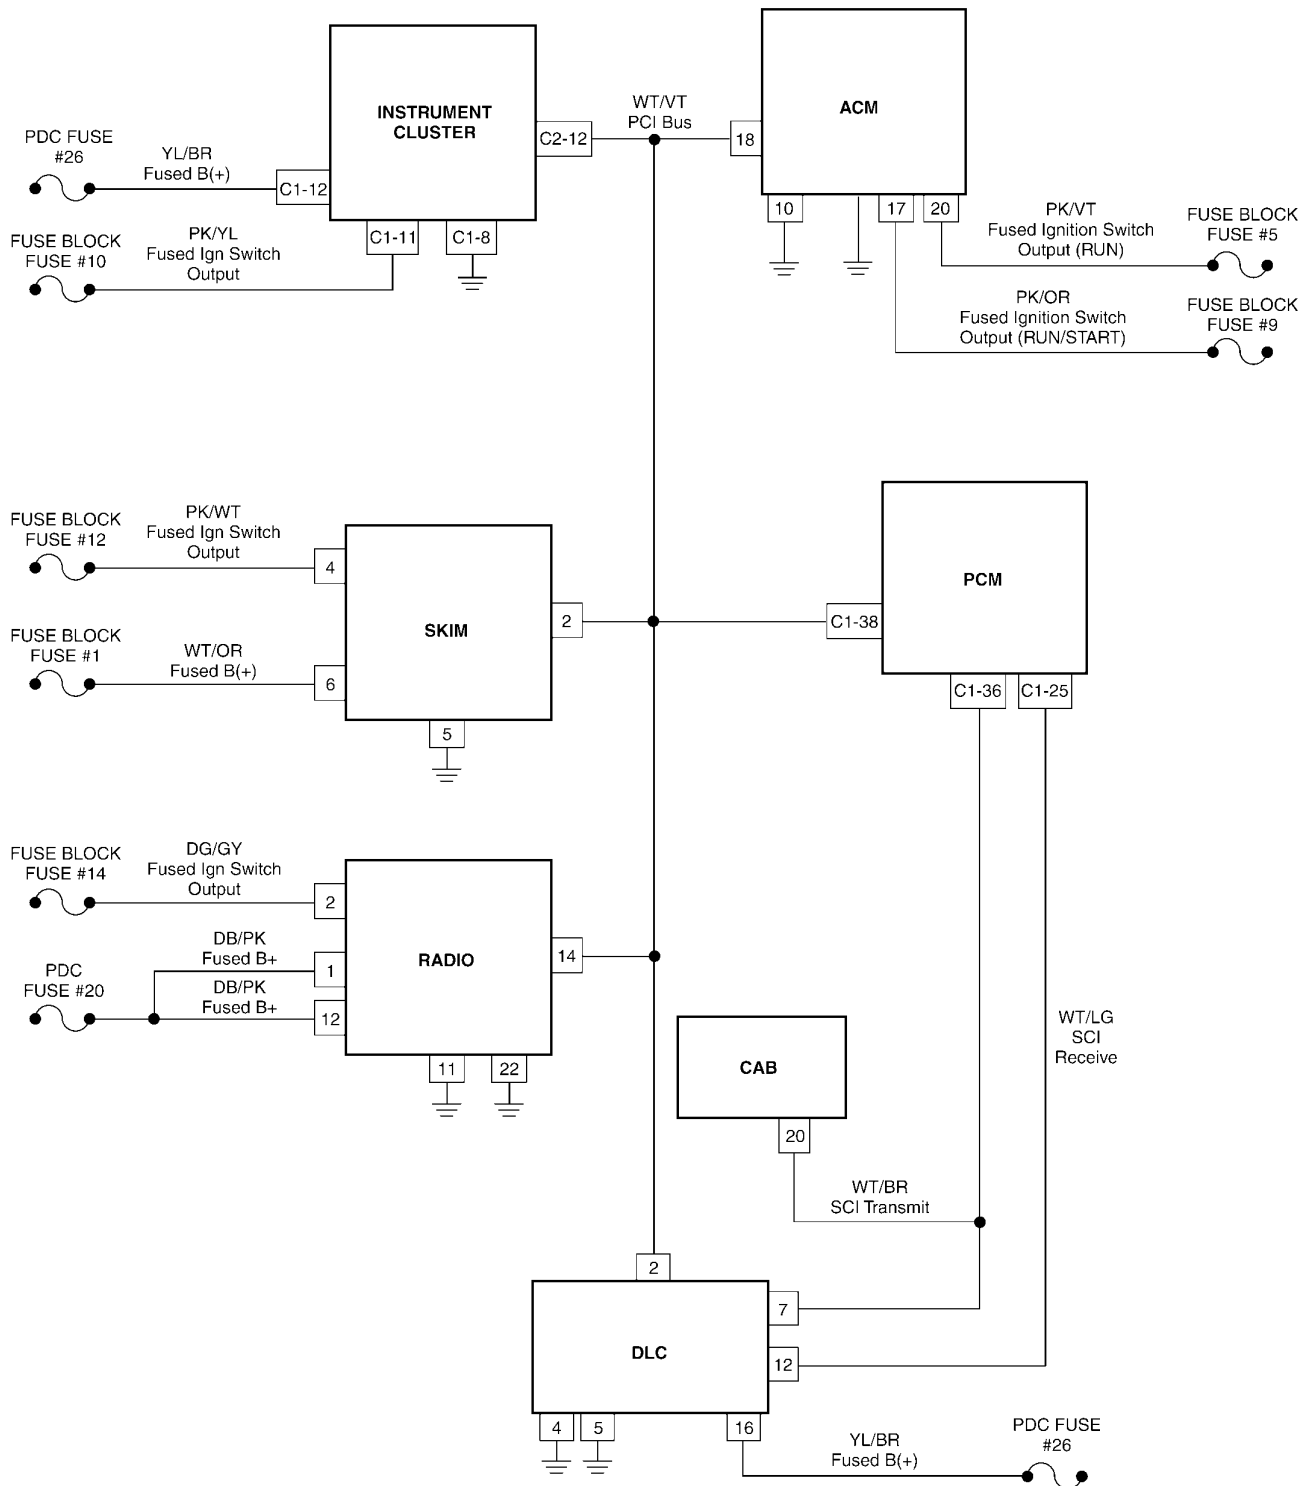 INSTRUMENT
CLUSTER
ACM
WT/VT
PCI Bus
C2-12
18
PDC FUSE
#26
YL/BR
Fused B(+)
C1-12
C1-11
C1-8
FUSE BLOCK
FUSE #10
PK/YL
Fused Ign Switch
Output
10
17
20
PK/VT
Fused Ignition Switch
Output (RUN)
FUSE BLOCK
FUSE #5
PK/OR
Fused Ignition Switch
Output (RUN/START)
FUSE BLOCK
FUSE #9
FUSE BLOCK
FUSE #12
PK/WT
Fused Ign Switch
Output
4
SKIM
2
FUSE BLOCK
FUSE #1
WT/OR
Fused B(+)
6
5
PCM
C1-38
C1-36
C1-25
FUSE BLOCK
FUSE #14
DG/GY
Fused Ign Switch
Output
2
RADIO
14
DB/PK
Fused B+
1
PDC
FUSE #20
DB/PK
Fused B+
12
11
22
WT/LG
SCI
Receive
CAB
20
WT/BR
SCI Transmit
2
DLC
7
12
4
5
16
YL/BR
Fused B(+)
PDC FUSE
#26